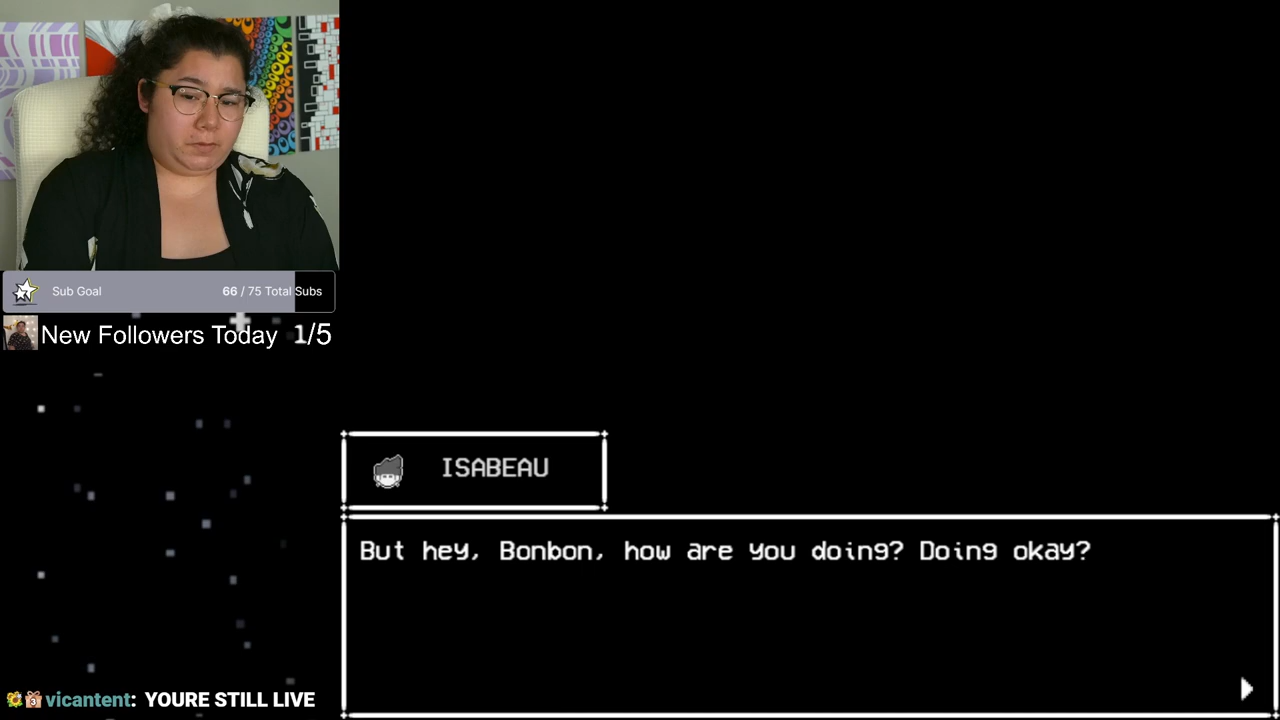 Sub Goal
66 / 75 Total Subs
New Followers Today 1/5
ISABEAU
But hey, Bonbon, how are you doing? Doing okay?
3
vicantent: YOURE STILL LIVE